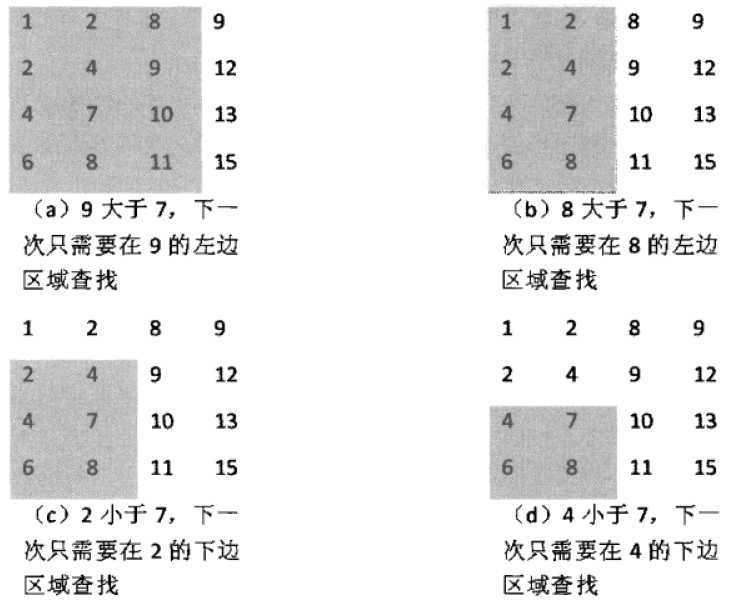 1 2 8 9
2 4 9 12
4 7 10 13
6 8 11 15
（a）9 大于 7，下一
次只需要在 9 的左边
区域查找
1 2 8 9
2 4 9 12
4 7 10 13
6 8 11 15
（b）8 大于 7，下一
次只需要在 8 的左边
区域查找
1 2 8 9
2 4 9 12
4 7 10 13
6 8 11 15
（c）2 小于 7，下一
次只需要在 2 的下边
区域查找
1 2 8 9
2 4 9 12
4 7 10 13
6 8 11 15
（d）4 小于 7，下一
次只需要在 4 的下边
区域查找